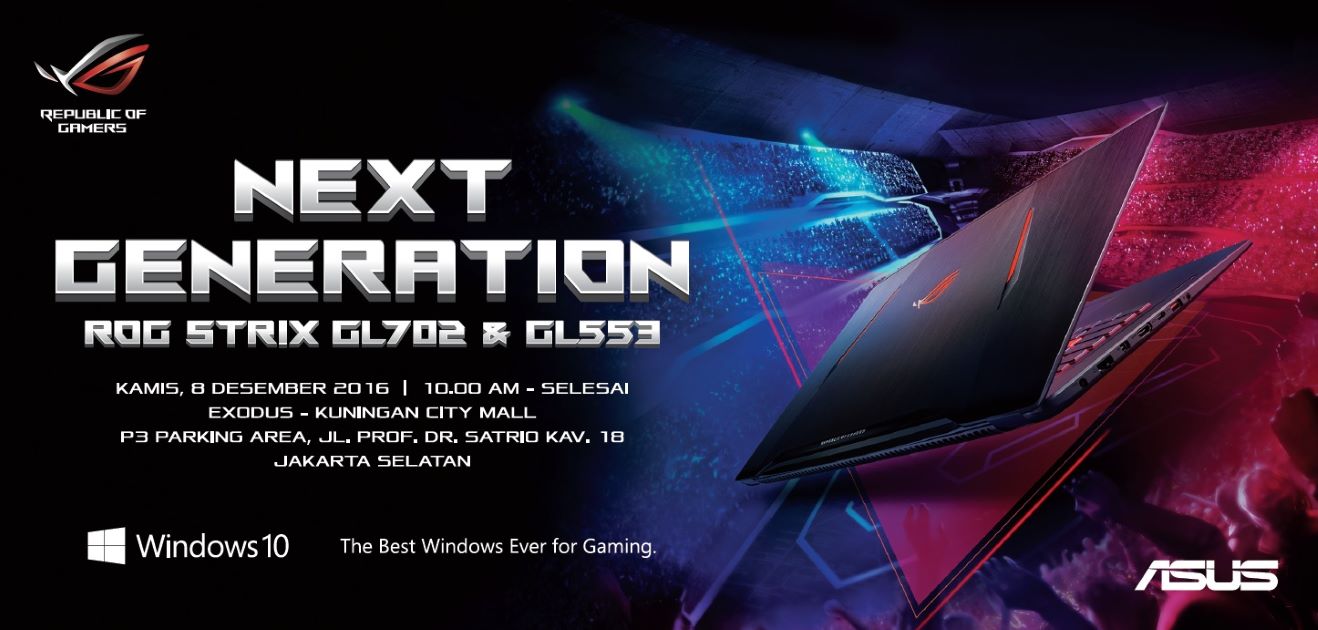 REPUBLIC OF
GAMERS
NEXT
GENERATION
ROG STRIX GL702 & GL553
KAMIS, 8 DESEMBER 2016 | 10.00 AM - SELESAI
EXODUS - KUNINGAN CITY MALL
P3 PARKING AREA, JL. PROF. DR. SATRIO KAV. 18
JAKARTA SELATAN
Windows 10
The Best Windows Ever for Gaming.
ASUS